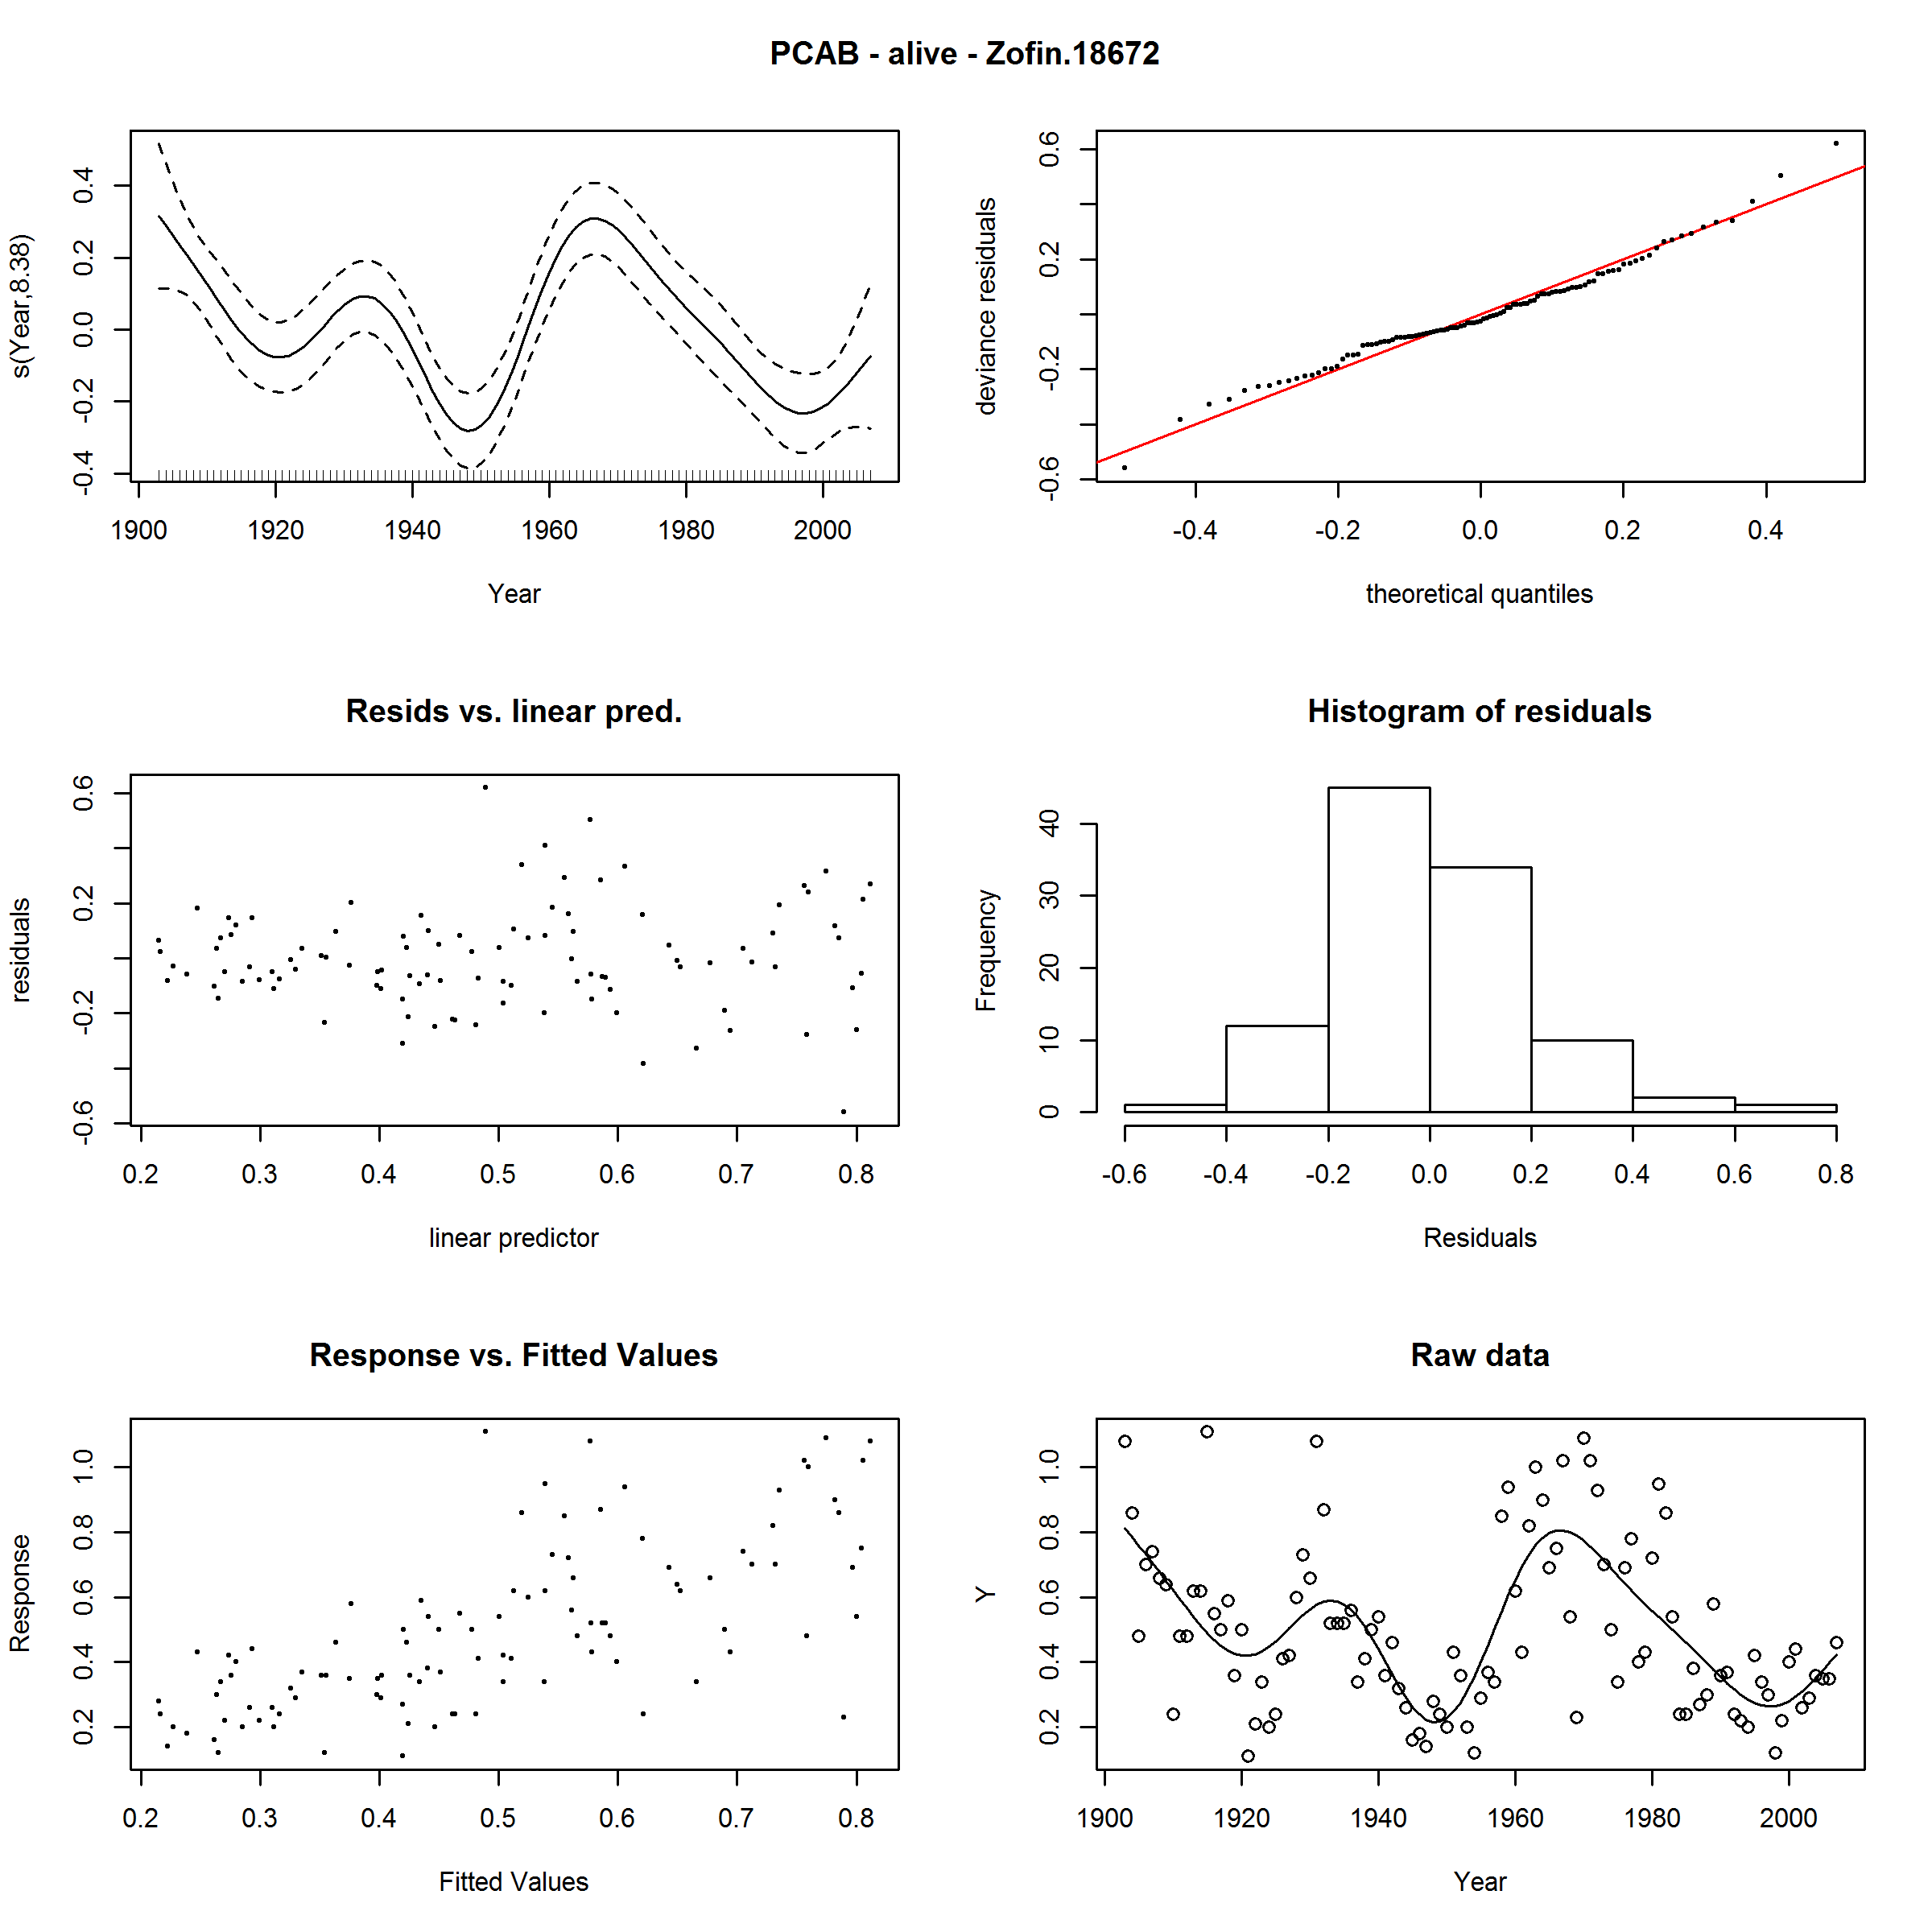 PCAB - alive - Zofin.18672
s(Year,8.38)
-0.4 -0.2 0.0 0.2 0.4
1900 1920 1940 1960 1980 2000
Year
deviance residuals
-0.6 -0.2 0.2 0.6
-0.4 -0.2 0.0 0.2 0.4
theoretical quantiles
Resids vs. linear pred.
residuals
-0.6 -0.2 0.2 0.6
0.2 0.3 0.4 0.5 0.6 0.7 0.8
linear predictor
Histogram of residuals
Frequency
0 10 20 30 40
-0.6 -0.4 -0.2 0.0 0.2 0.4 0.6 0.8
Residuals
Response vs. Fitted Values
Response
0.2 0.4 0.6 0.8 1.0
0.2 0.3 0.4 0.5 0.6 0.7 0.8
Fitted Values
Raw data
Y
0.2 0.4 0.6 0.8 1.0
1900 1920 1940 1960 1980 2000
Year